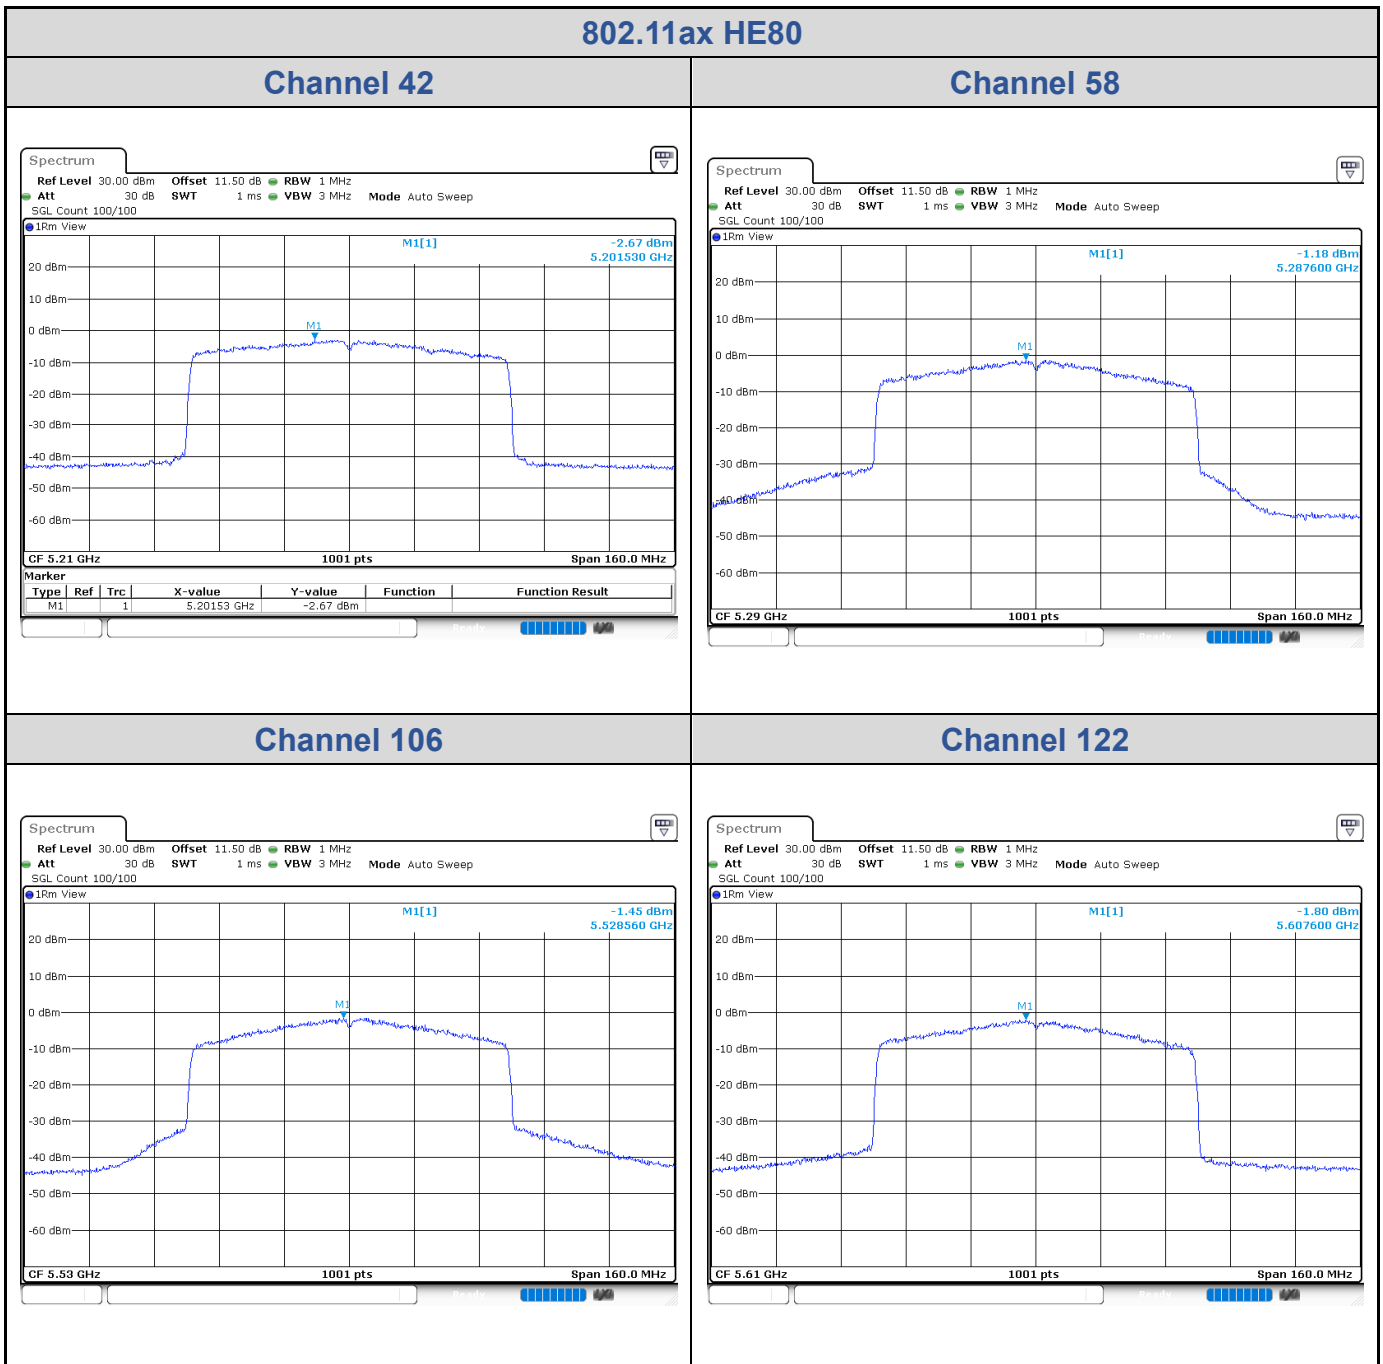 802.11ax HE80
Channel 42
Channel 58
Spectrum
Ref Level 30.00 dBm Offset 11.50 dB RBW 1 MHz
Att 30 dB SWT 1 ms VBW 3 MHz Mode Auto Sweep
SGL Count 100/100
1Rm View
M1[1] -2.67 dBm
5.201530 GHz
20 dBm
10 dBm
M1
0 dBm
-10 dBm
-20 dBm
-30 dBm
-40 dBm
-50 dBm
-60 dBm
CF 5.21 GHz 1001 pts Span 160.0 MHz
Marker
Type Ref Trc X-value Y-value Function Function Result
M1 1 5.20153 GHz -2.67 dBm
Ready
Spectrum
Ref Level 30.00 dBm Offset 11.50 dB RBW 1 MHz
Att 30 dB SWT 1 ms VBW 3 MHz Mode Auto Sweep
SGL Count 100/100
1Rm View
M1[1] -1.18 dBm
5.287600 GHz
20 dBm
10 dBm
M1
0 dBm
-10 dBm
-20 dBm
-30 dBm
-40 dBm
-50 dBm
-60 dBm
CF 5.29 GHz 1001 pts Span 160.0 MHz
Ready
Channel 106
Channel 122
Spectrum
Ref Level 30.00 dBm Offset 11.50 dB RBW 1 MHz
Att 30 dB SWT 1 ms VBW 3 MHz Mode Auto Sweep
SGL Count 100/100
1Rm View
M1[1] -1.45 dBm
5.528560 GHz
20 dBm
10 dBm
M1
0 dBm
-10 dBm
-20 dBm
-30 dBm
-40 dBm
-50 dBm
-60 dBm
CF 5.53 GHz 1001 pts Span 160.0 MHz
Ready
Spectrum
Ref Level 30.00 dBm Offset 11.50 dB RBW 1 MHz
Att 30 dB SWT 1 ms VBW 3 MHz Mode Auto Sweep
SGL Count 100/100
1Rm View
M1[1] -1.80 dBm
5.607600 GHz
20 dBm
10 dBm
M1
0 dBm
-10 dBm
-20 dBm
-30 dBm
-40 dBm
-50 dBm
-60 dBm
CF 5.61 GHz 1001 pts Span 160.0 MHz
Ready